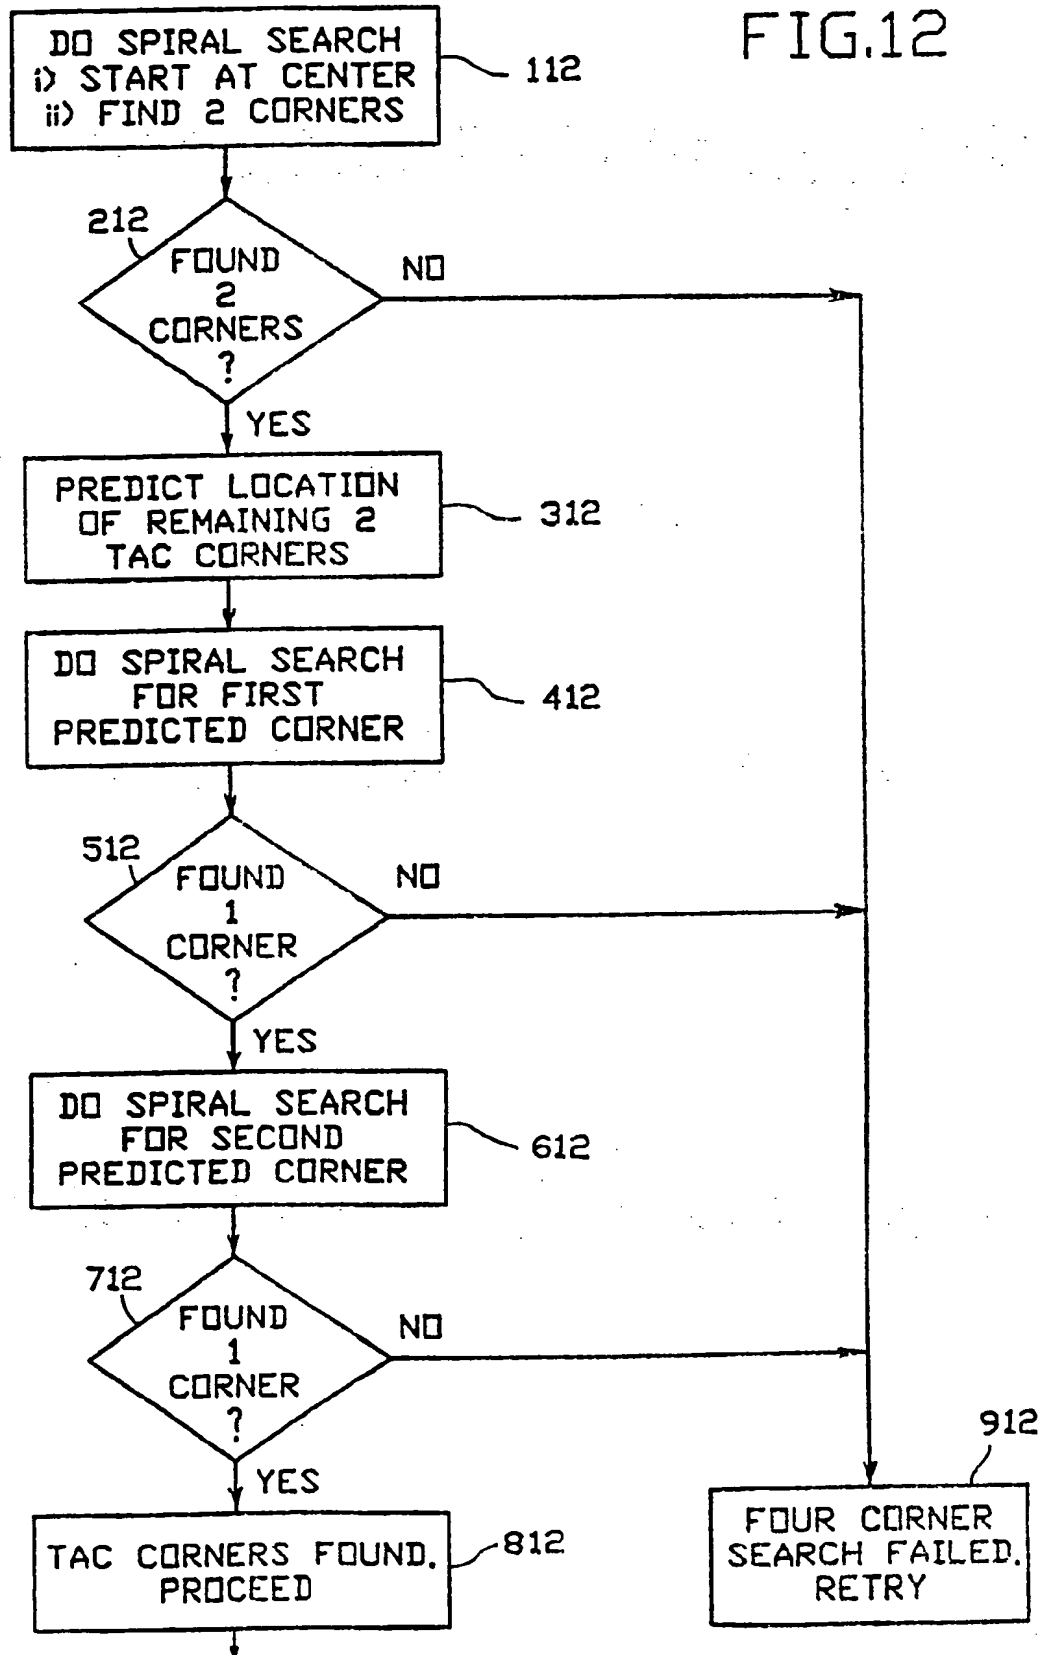 FIG.12
DO SPIRAL SEARCH
i) START AT CENTER
ii) FIND 2 CORNERS
112
212
FOUND
2
CORNERS
?
NO
YES
PREDICT LOCATION
OF REMAINING 2
TAC CORNERS
312
DO SPIRAL SEARCH
FOR FIRST
PREDICTED CORNER
412
512
FOUND
1
CORNER
?
NO
YES
DO SPIRAL SEARCH
FOR SECOND
PREDICTED CORNER
612
712
FOUND
1
CORNER
?
NO
YES
TAC CORNERS FOUND.
PROCEED
812
912
FOUR CORNER
SEARCH FAILED.
RETRY